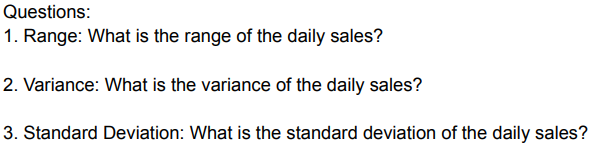 Questions:
1. Range: What is the range of the daily sales?
2. Variance: What is the variance of the daily sales?
3. Standard Deviation: What is the standard deviation of the daily sales?